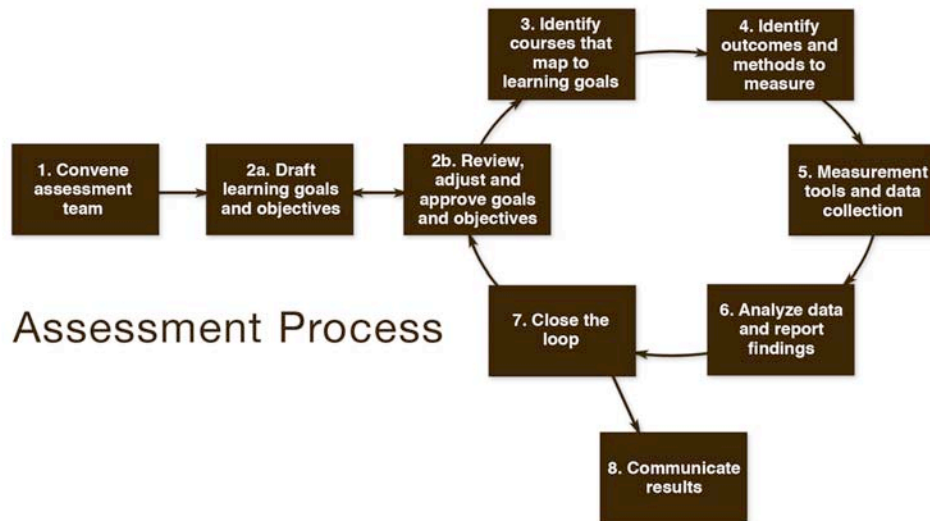 1. Convene
assessment
team
2a. Draft
learning goals
and objectives
2b. Review,
adjust and
approve goals
and objectives
3. Identify
courses that
map to
learning goals
4. Identify
outcomes and
methods to
measure
5. Measurement
tools and data
collection
6. Analyze data
and report
findings
7. Close the
loop
8. Communicate
results
Assessment Process